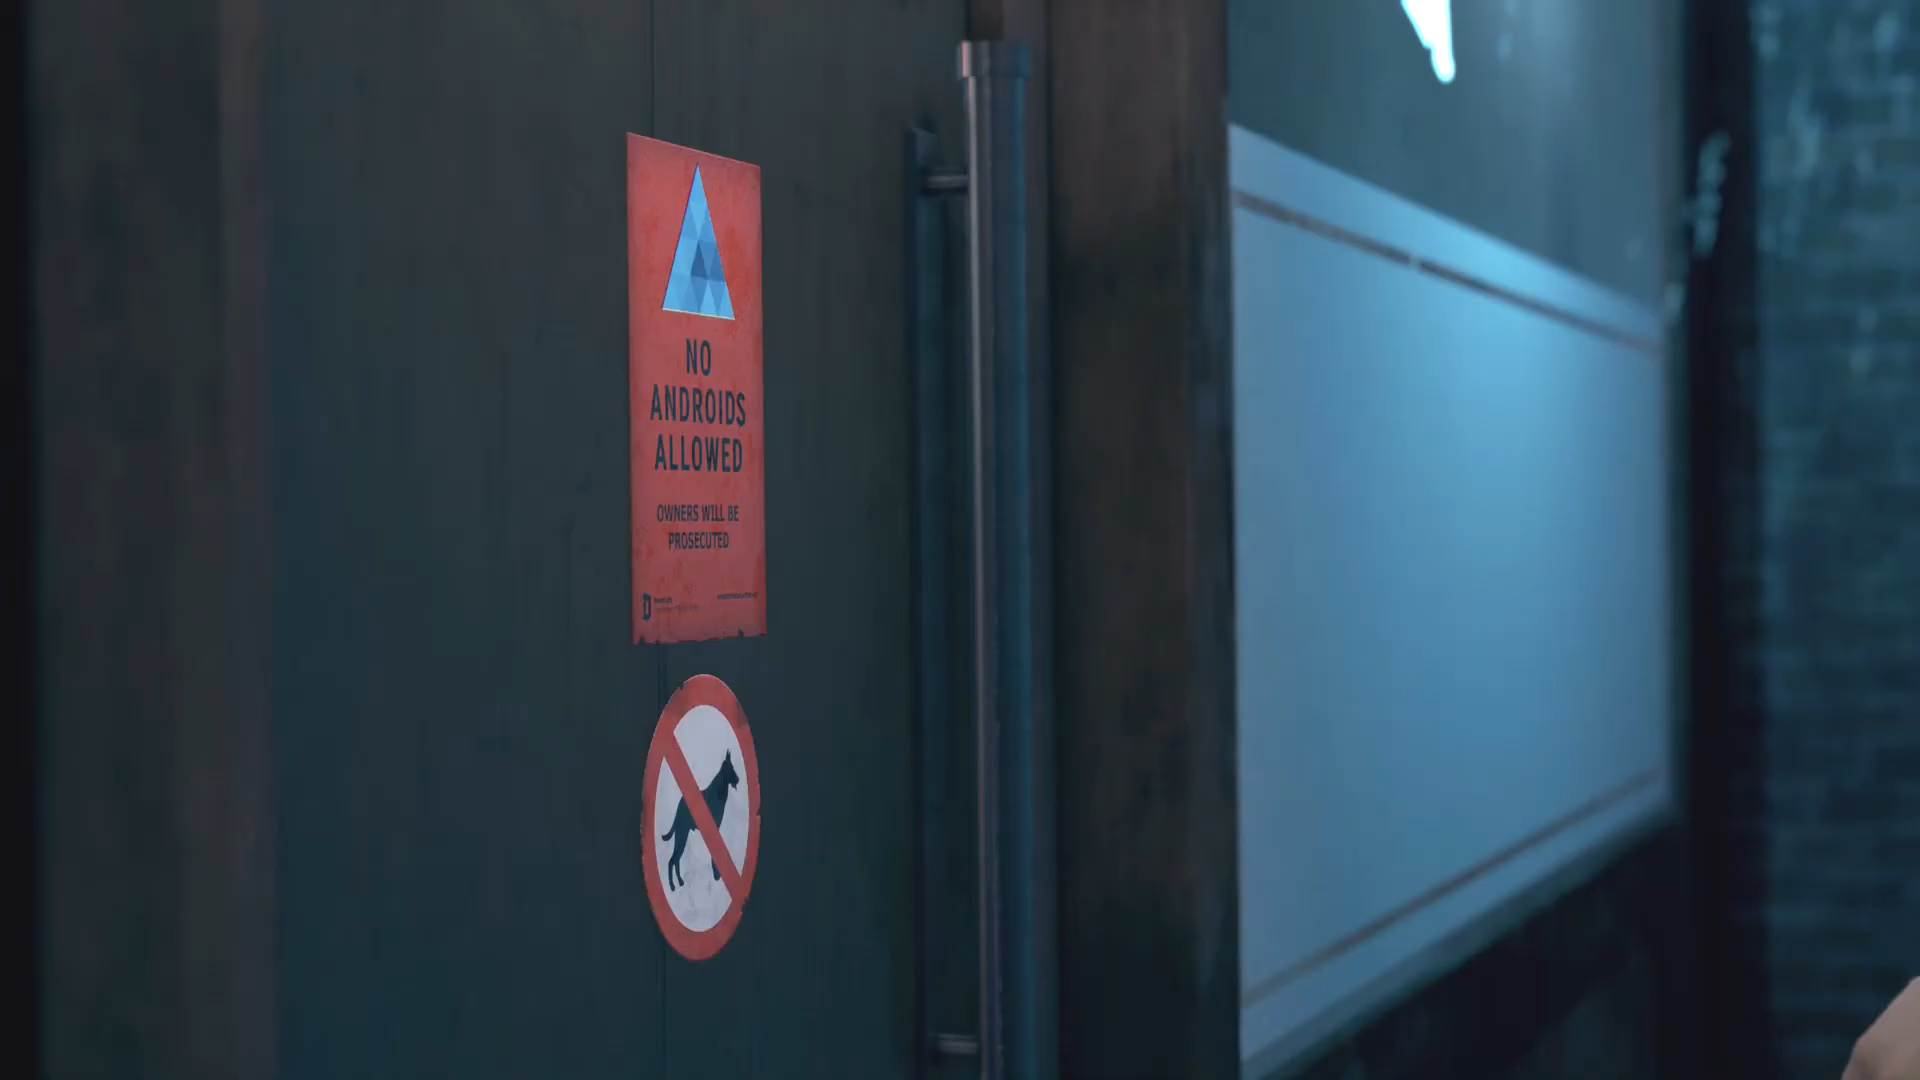 NO
ANDROIDS
ALLOWED
OWNERS WILL BE
PROSECUTED